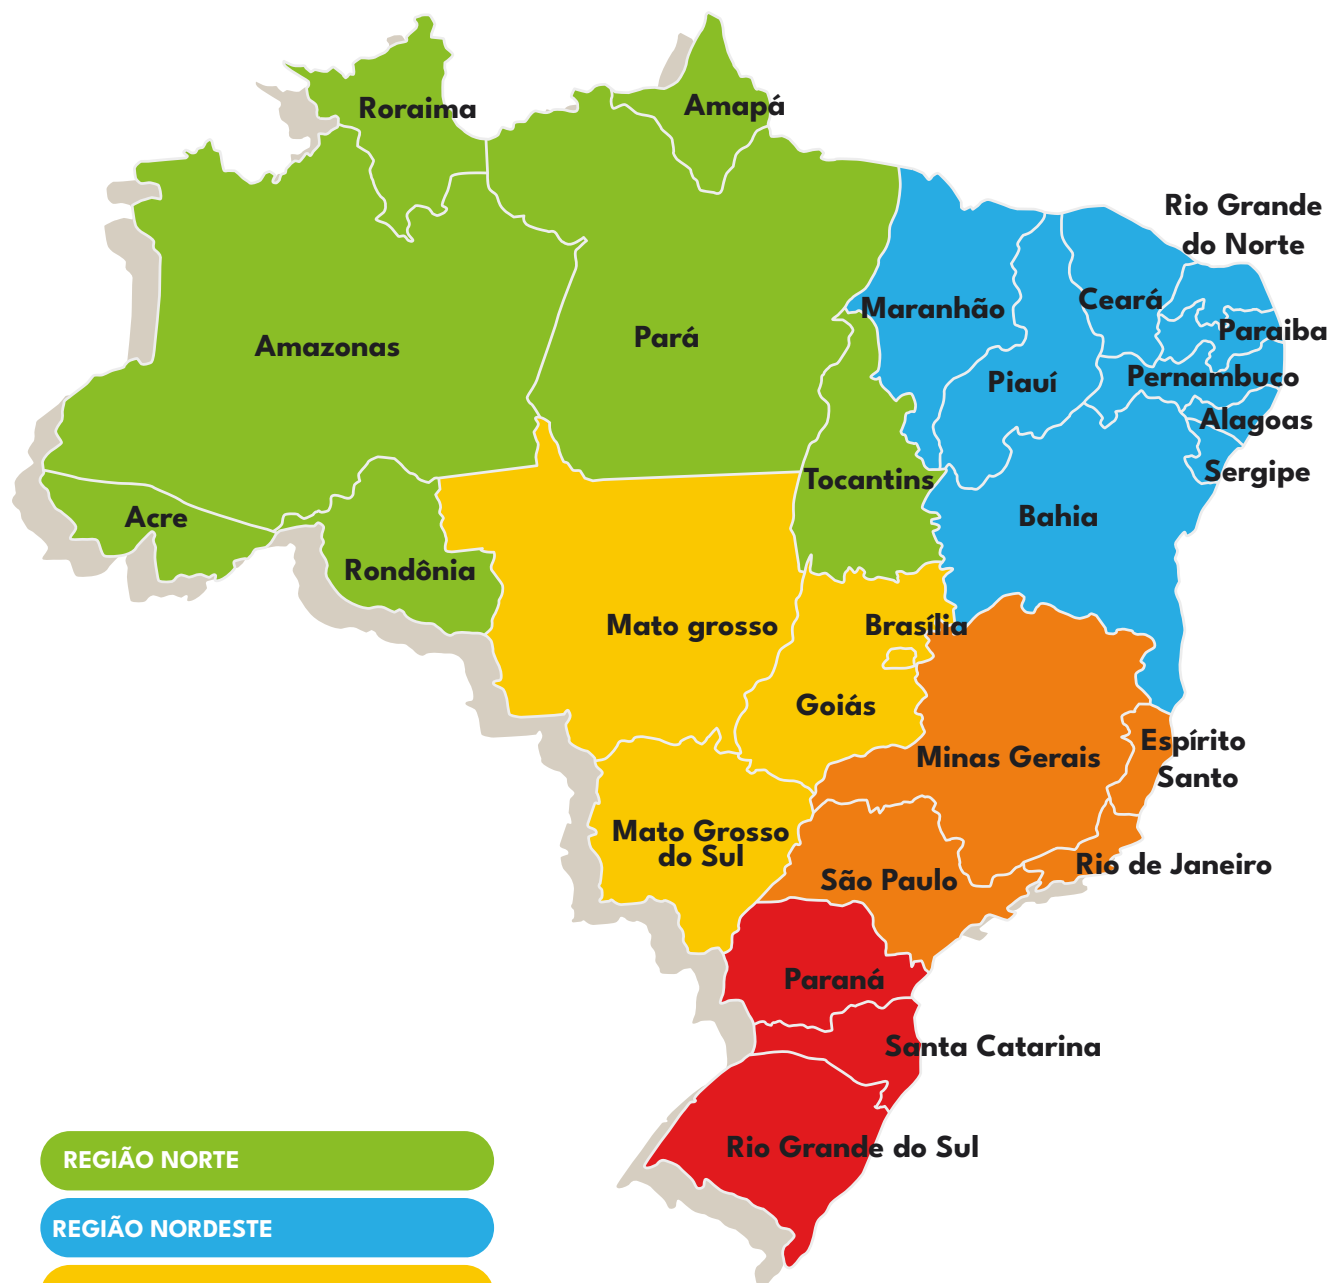 Roraima
Amapá
Rio Grande
do Norte
Maranhão
Ceará
Paraiba
Amazonas
Pará
Piauí
Pernambuco
Alagoas
Tocantins
Sergipe
Acre
Bahia
Rondônia
Mato grosso
Brasília
Goiás
Espírito
Santo
Minas Gerais
Mato Grosso
do Sul
São Paulo
Rio de Janeiro
Paraná
Santa Catarina
Rio Grande do Sul
REGIÃO NORTE
REGIÃO NORDESTE